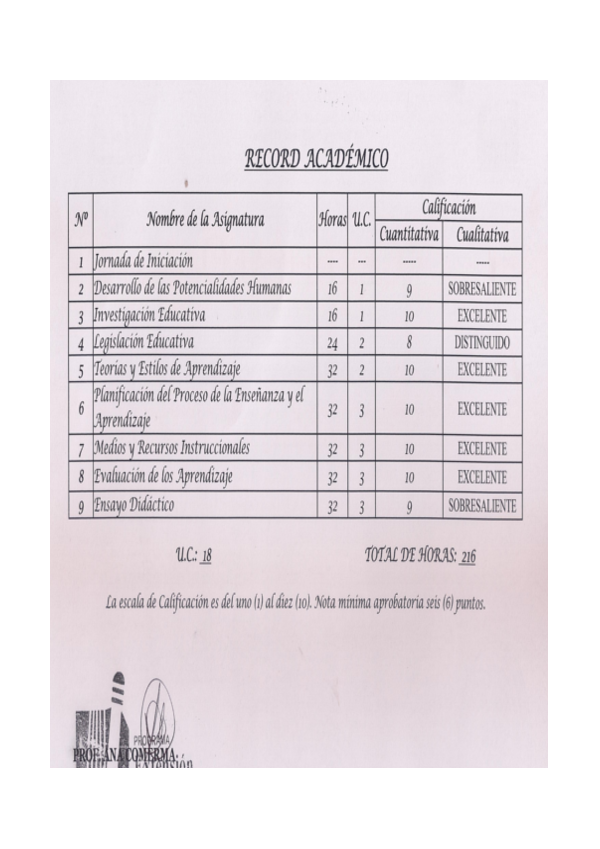 RECORD ACADÉMICO
Nº Nombre de la Asignatura Horas U.C. Calificación
Cuantitativa Cualitativa
1 Jornada de Iniciación ---- --- ----- -----
2 Desarrollo de las Potencialidades Humanas 16 1 9 SOBRESALIENTE
3 Investigación Educativa 16 1 10 EXCELENTE
4 Legislación Educativa 24 2 8 DISTINGUIDO
5 Teorías y Estilos de Aprendizaje 32 2 10 EXCELENTE
6 Planificación del Proceso de la Enseñanza y el
Aprendizaje 32 3 10 EXCELENTE
7 Medios y Recursos Instruccionales 32 3 10 EXCELENTE
8 Evaluación de los Aprendizaje 32 3 10 EXCELENTE
9 Ensayo Didáctico 32 3 9 SOBRESALIENTE
U.C.: 18 TOTAL DE HORAS: 216
La escala de Calificación es del uno (1) al diez (10). Nota mínima aprobatoria seis (6) puntos.
PROGRAMA
PROF. ANA COMERMA:
Extensión